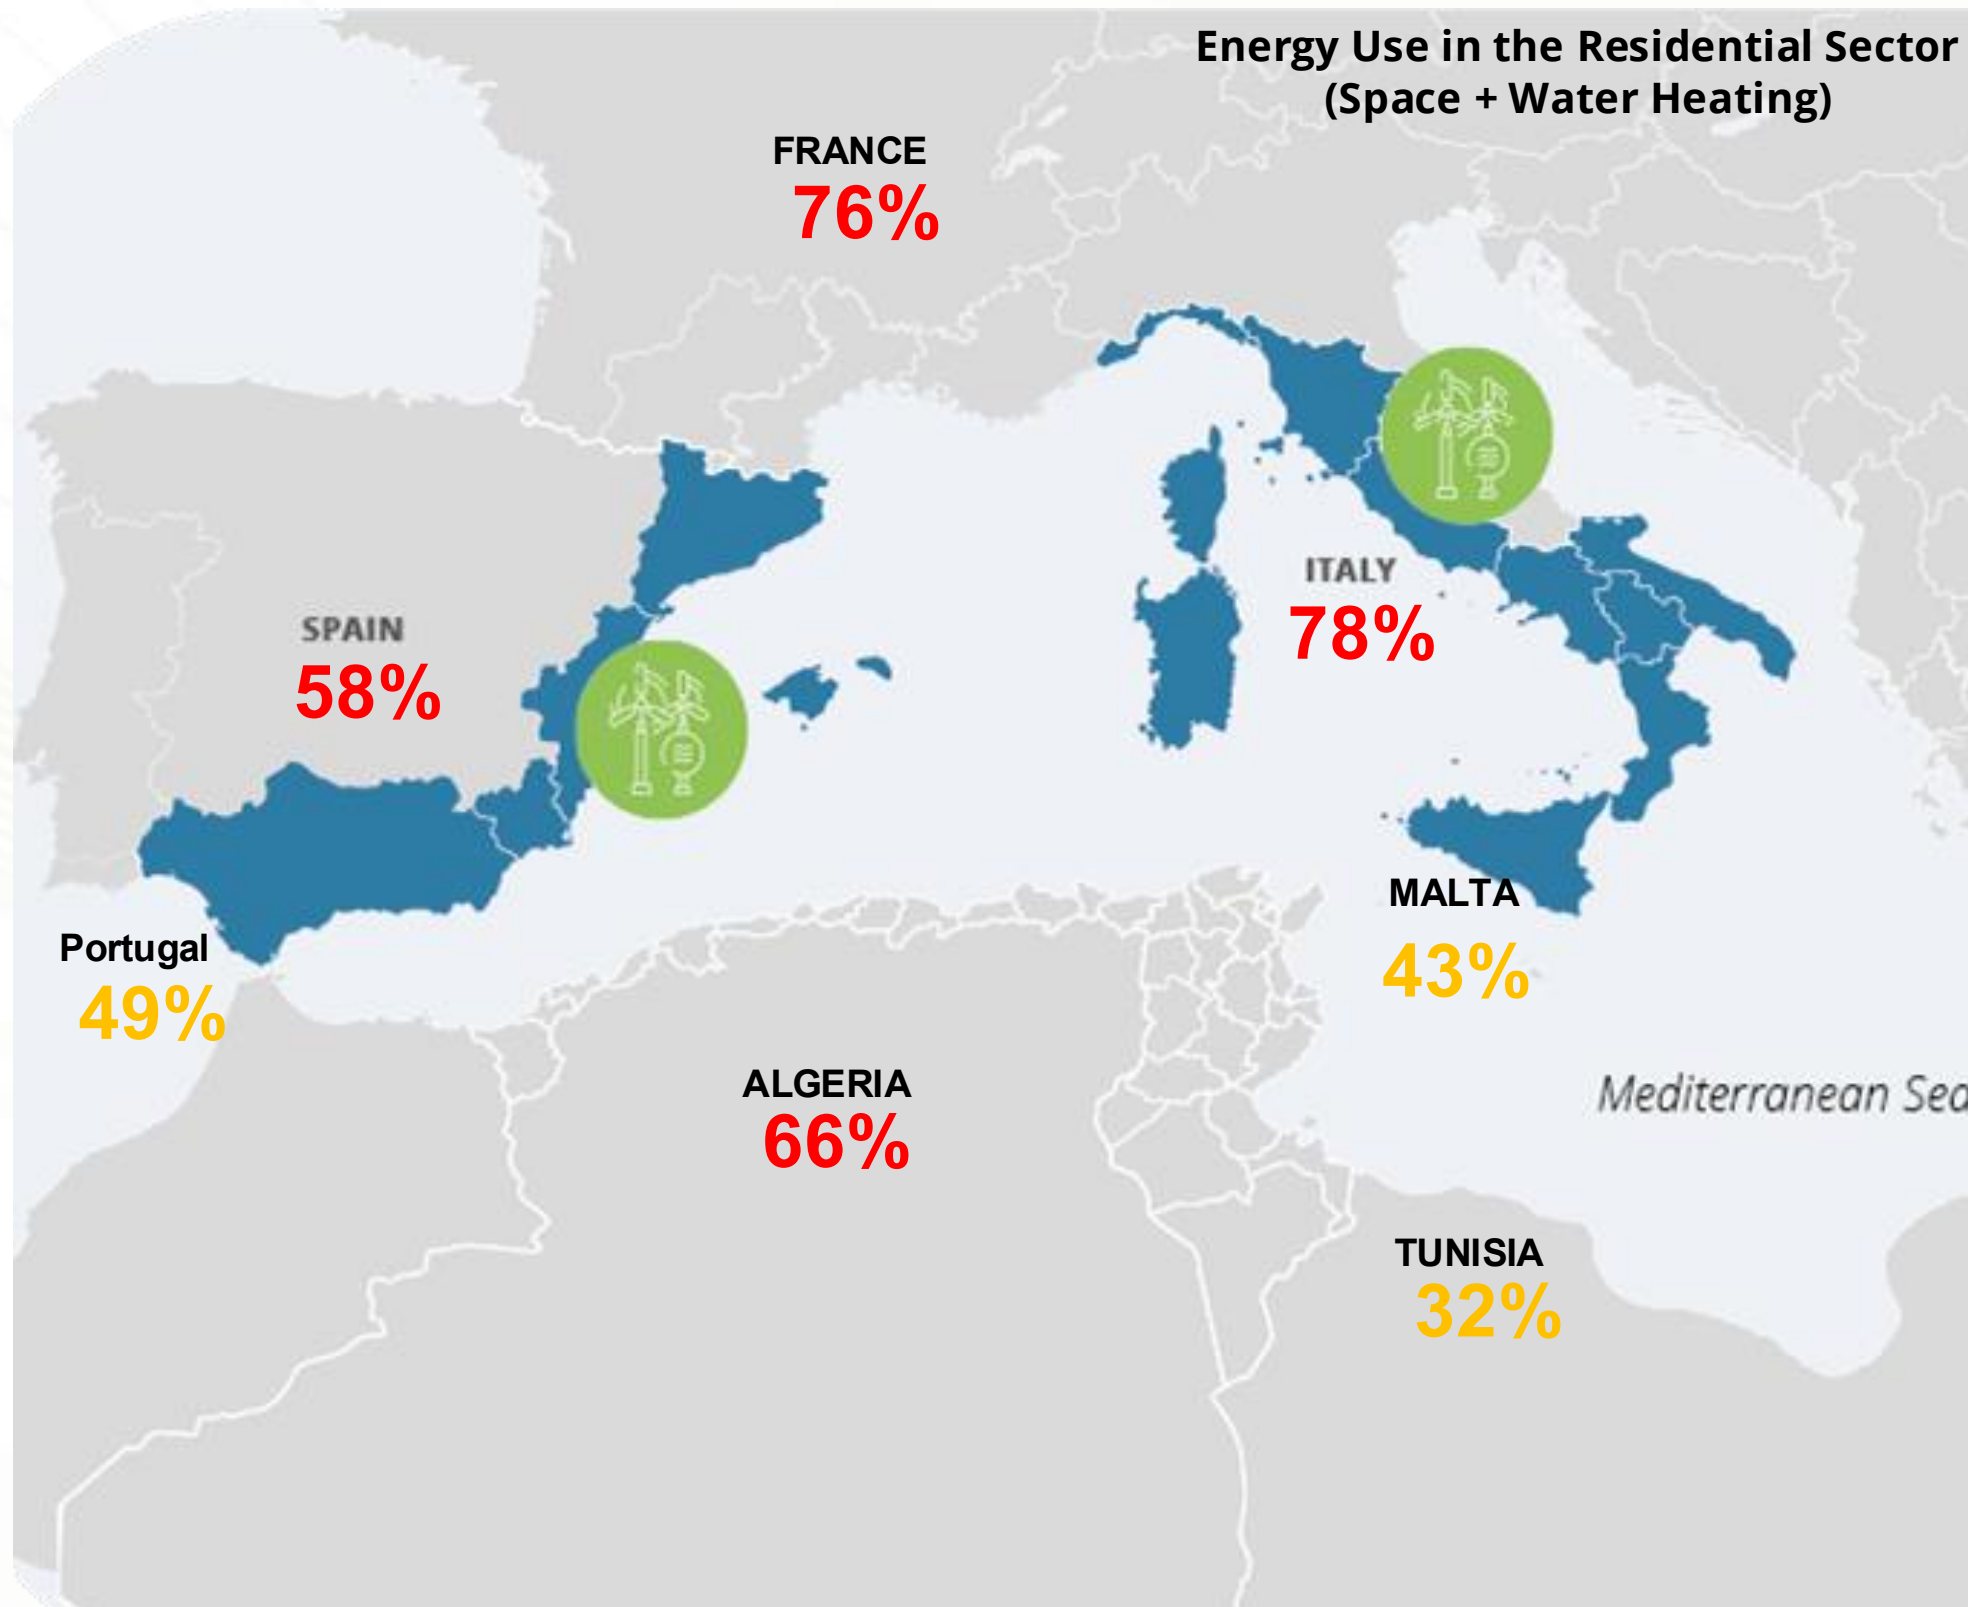 Energy Use in the Residential Sector
(Space + Water Heating)
FRANCE
76%
ITALY
78%
SPAIN
58%
MALTA
43%
Portugal
49%
ALGERIA
66%
Mediterranean Sea
TUNISIA
32%